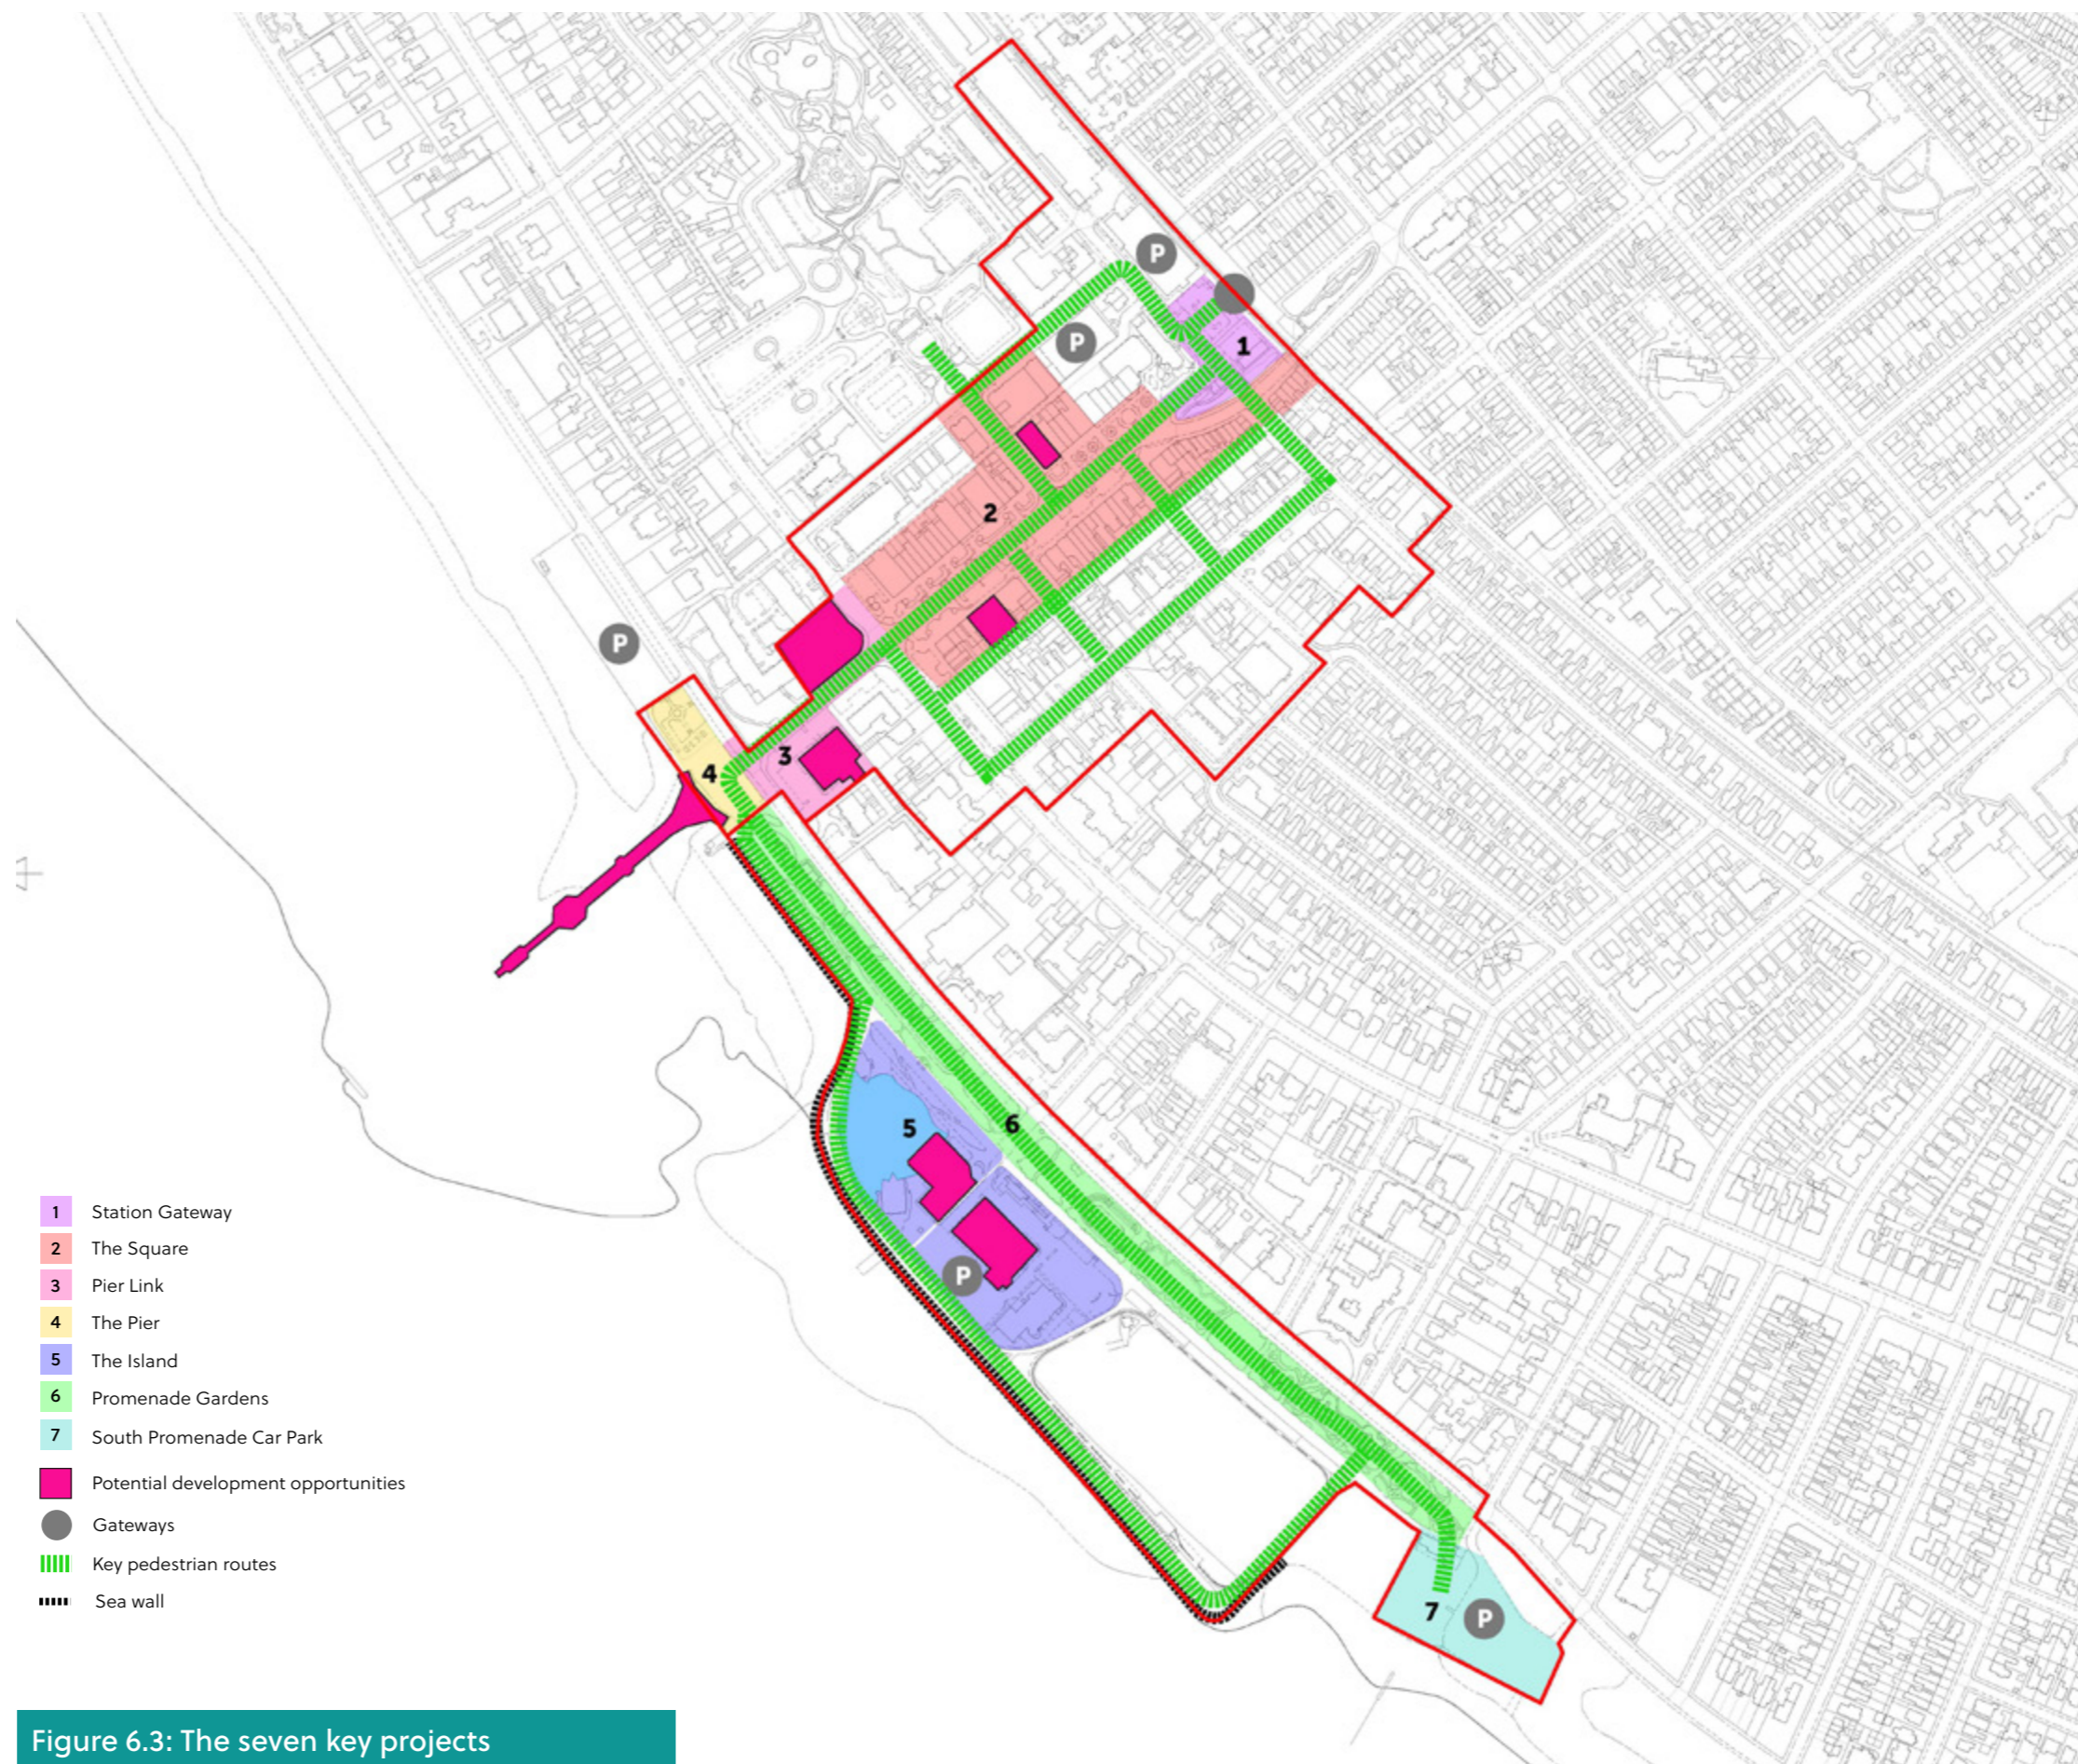 P
P
1
2
P
3
4
5
6
P
7
P
1 Station Gateway
2 The Square
3 Pier Link
4 The Pier
5 The Island
6 Promenade Gardens
7 South Promenade Car Park
Potential development opportunities
Gateways
Key pedestrian routes
Sea wall
Figure 6.3: The seven key projects